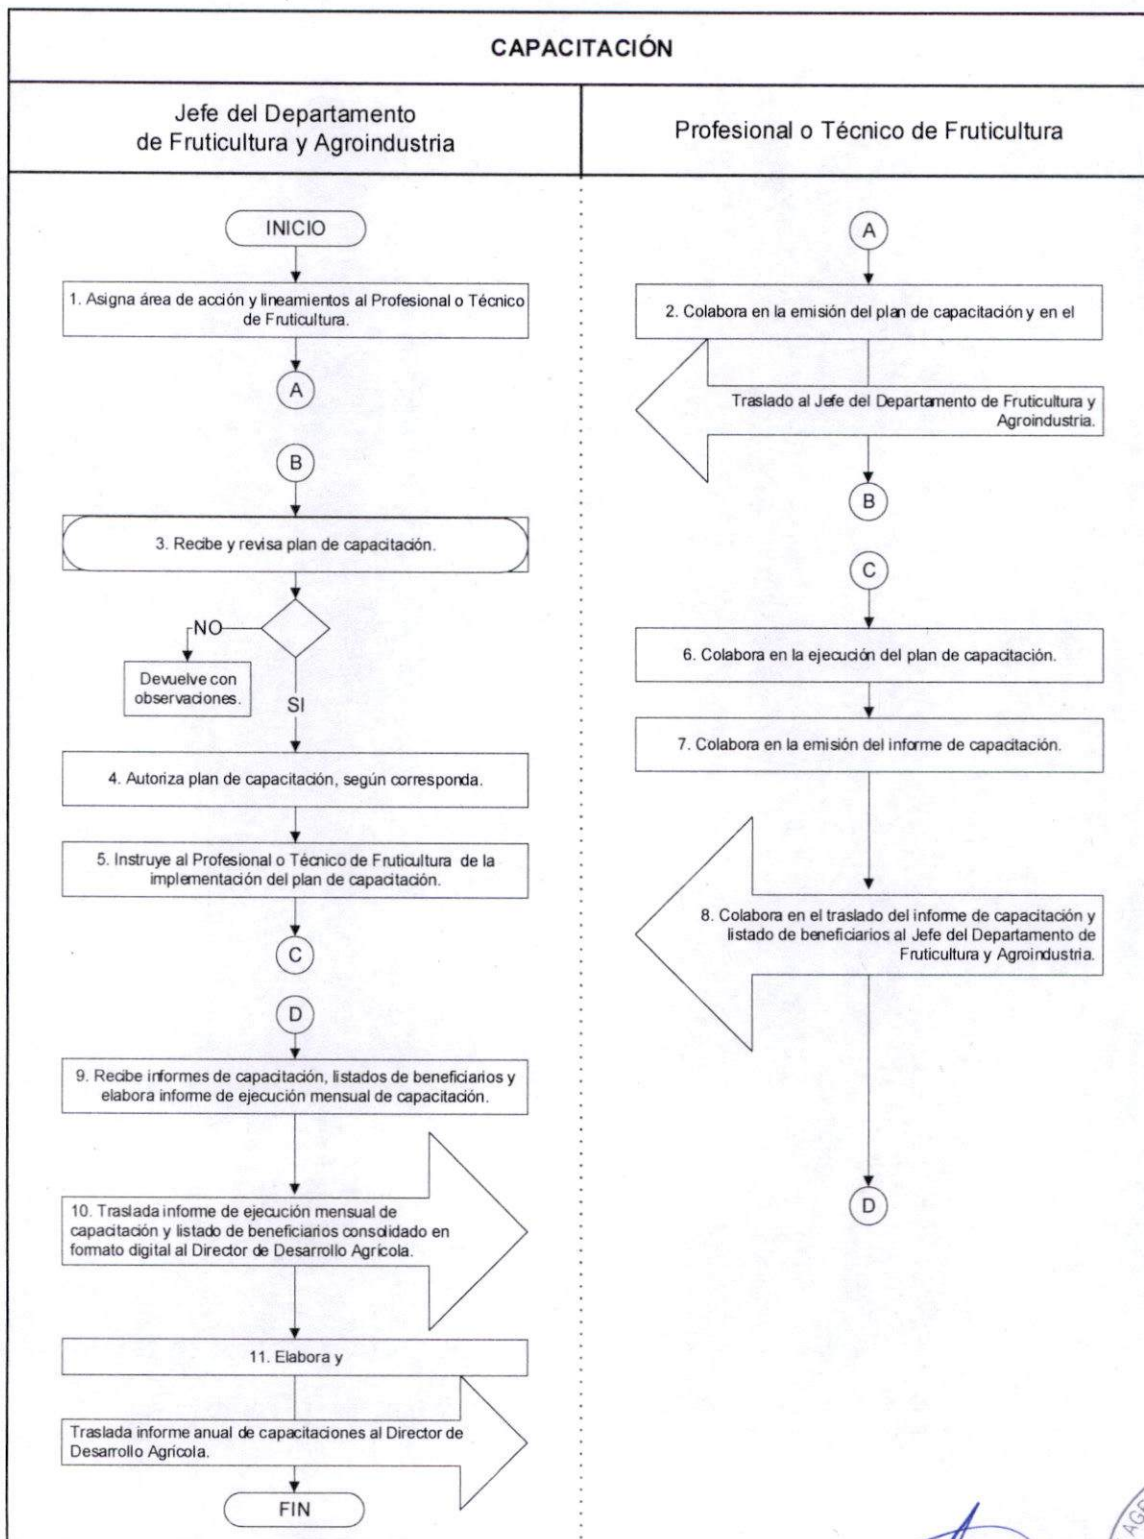 CAPACITACIÓN
Jefe del Departamento
de Fruticultura y Agroindustria
Profesional o Técnico de Fruticultura
INICIO
1. Asigna área de acción y lineamientos al Profesional o Técnico
de Fruticultura.
A
B
3. Recibe y revisa plan de capacitación.
NO
Devuelve con
observaciones.
SI
4. Autoriza plan de capacitación, según corresponda.
5. Instruye al Profesional o Técnico de Fruticultura de la
implementación del plan de capacitación.
C
D
9. Recibe informes de capacitación, listados de beneficiarios y
elabora informe de ejecución mensual de capacitación.
10. Traslada informe de ejecución mensual de
capacitación y listado de beneficiarios consolidado en
formato digital al Director de Desarrollo Agrícola.
11. Elabora y
Traslada informe anual de capacitaciones al Director de
Desarrollo Agrícola.
FIN
A
2. Colabora en la emisión del plan de capacitación y en el
Traslado al Jefe del Departamento de Fruticultura y
Agroindustria.
B
C
6. Colabora en la ejecución del plan de capacitación.
7. Colabora en la emisión del informe de capacitación.
8. Colabora en el traslado del informe de capacitación y
listado de beneficiarios al Jefe del Departamento de
Fruticultura y Agroindustria.
D